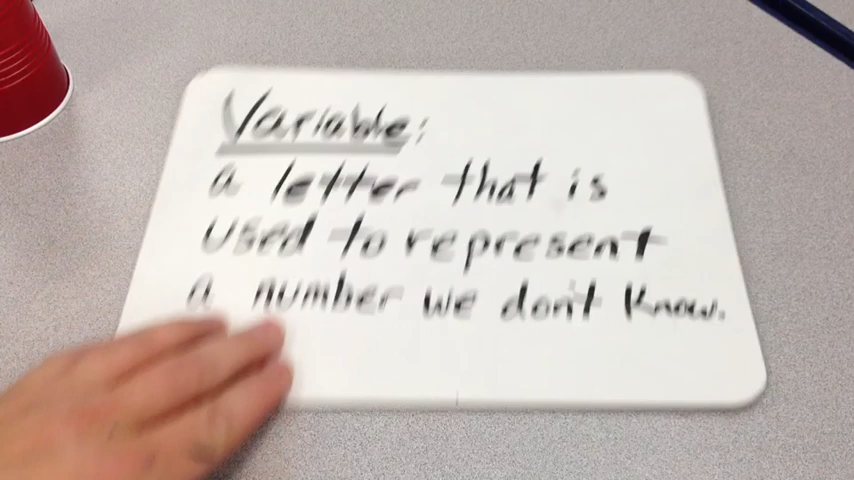 Variable:
a letter that is
used to represent
a number we don't know.